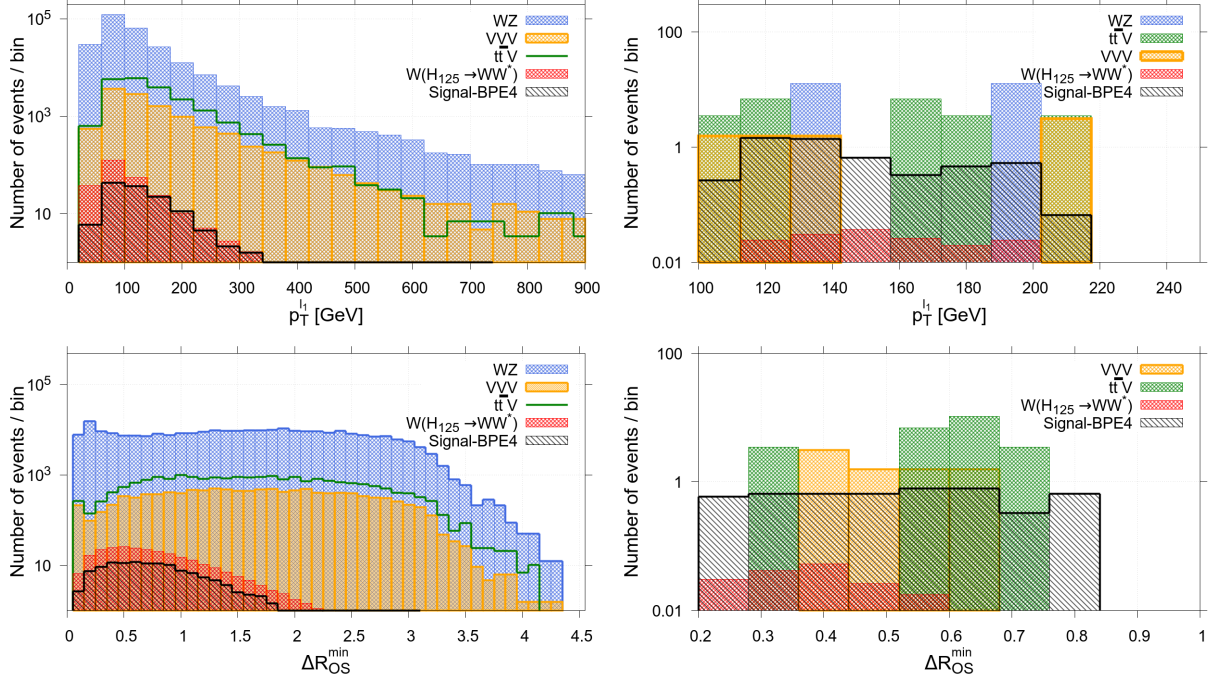 Number of events / bin
10^5
10^3
10
WZ
VVV
tt̅V
W(H_125→WW*)
Signal-BPE4
0 100 200 300 400 500 600 700 800 900
p_T^l_1 [GeV]
Number of events / bin
100
1
0.01
WZ
tt̅V
VVV
W(H_125→WW*)
Signal-BPE4
100 120 140 160 180 200 220 240
p_T^l_1 [GeV]
Number of events / bin
10^5
10^3
10
WZ
VVV
tt̅V
W(H_125→WW*)
Signal-BPE4
0 0.5 1 1.5 2 2.5 3 3.5 4 4.5
ΔR_OS^min
Number of events / bin
100
1
0.01
VVV
tt̅V
W(H_125→WW*)
Signal-BPE4
0.2 0.3 0.4 0.5 0.6 0.7 0.8 0.9 1
ΔR_OS^min